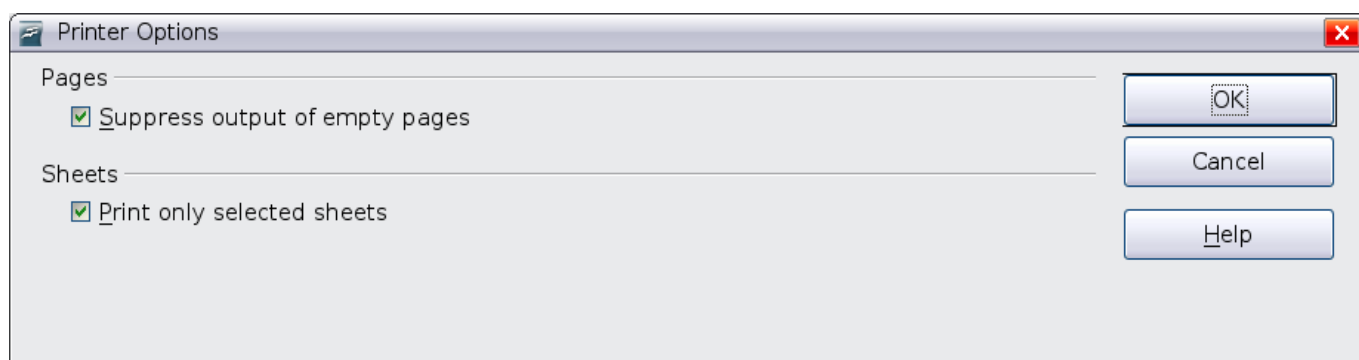 Printer Options
Pages
Suppress output of empty pages
Sheets
Print only selected sheets
OK
Cancel
Help